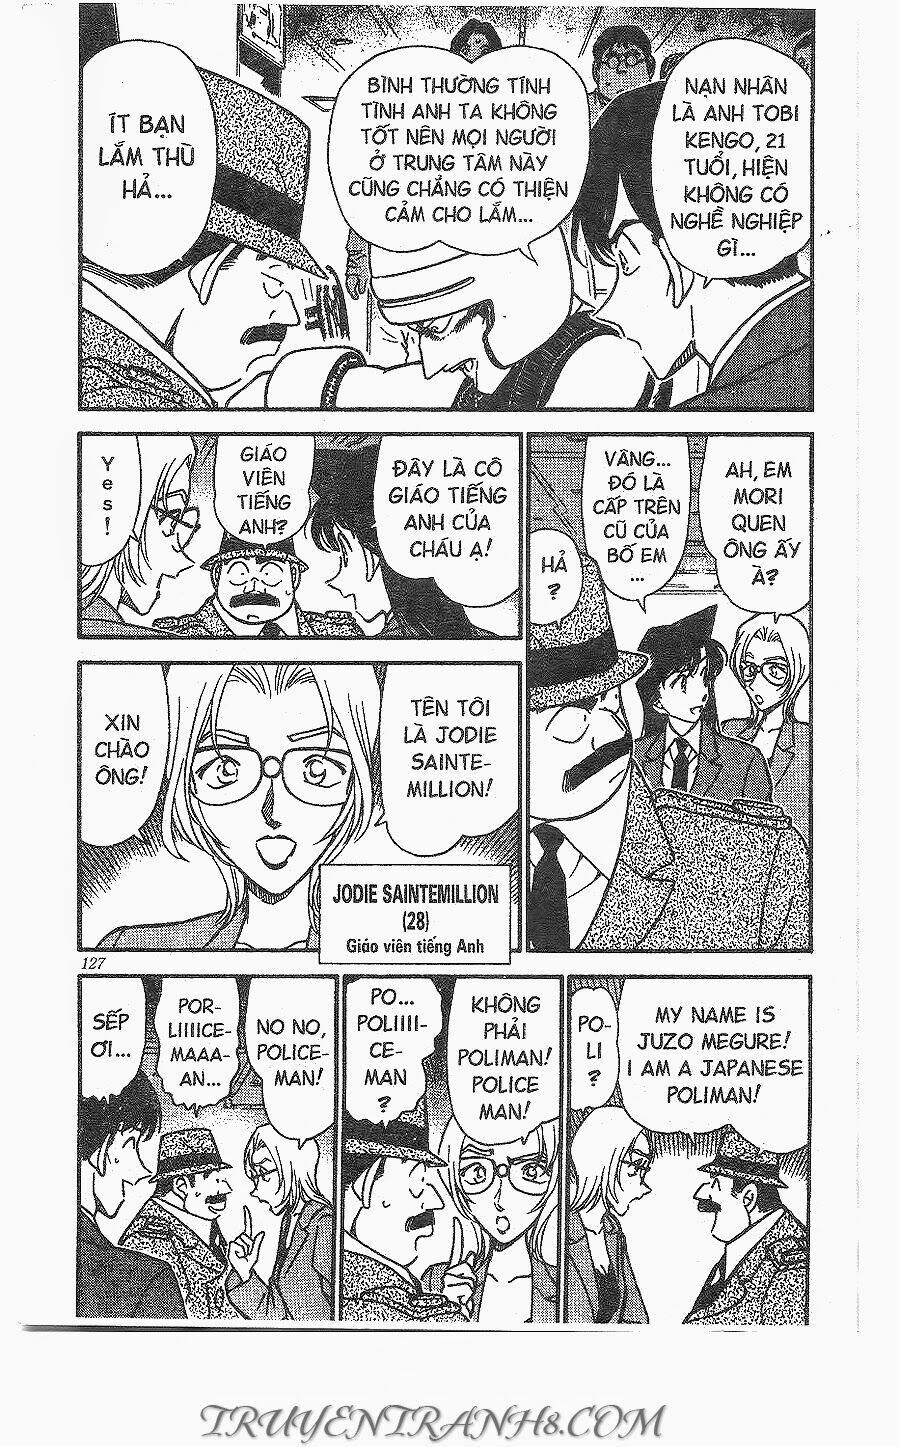 NẠN NHÂN
LÀ ANH TOBI
KENGO, 21
TUỔI, HIỆN
KHÔNG CÓ
NGHỀ NGHIỆP
GÌ...
BÌNH THƯỜNG TÍNH
TÌNH ANH TA KHÔNG
TỐT NÊN MỌI NGƯỜI
Ở TRUNG TÂM NÀY
CŨNG CHẲNG CÓ THIỆN
CẢM CHO LẮM...
ÍT BẠN
LẮM THÙ
HẢ...
AH, EM
MORI
QUEN
ÔNG ẤY
À?
VÂNG...
ĐÓ LÀ
CẤP TRÊN
CŨ CỦA
BỐ EM
...
HẢ
?
ĐÂY LÀ CÔ
GIÁO TIẾNG
ANH CỦA
CHÁU Ạ!
GIÁO
VIÊN
TIẾNG
ANH?
Yes!
TÊN TÔI
LÀ JODIE
SAINTE-
MILLION!
XIN
CHÀO
ÔNG!
JODIE SAINTEMILLION
(28)
Giáo viên tiếng Anh
127
MY NAME IS
JUZO MEGURE!
I AM A JAPANESE
POLIMAN!
PO-
LI
?
KHÔNG
PHẢI
POLIMAN!
POLICE
MAN!
PO...
POLIIII-
CE-
MAN
?
NO NO,
POLICE-
MAN!
POR-
LIIIICE-
MAAA-
AN...
SẾP
ƠI...
TRUYENTRANH8.COM